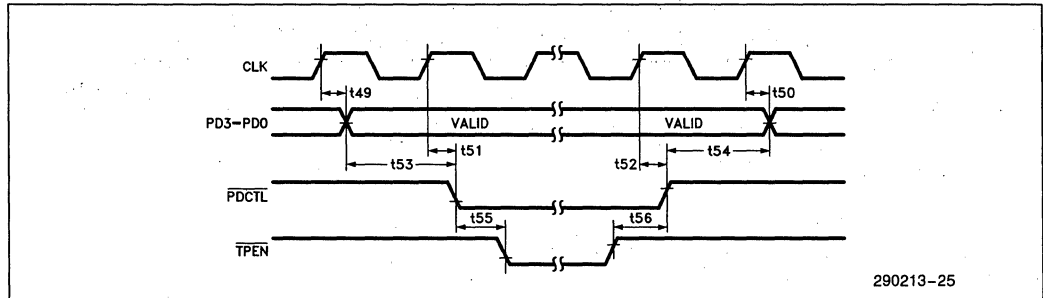 CLK
t49
t50
PD3-PD0
VALID
VALID
t51
t52
t53
t54
PDCTL
t55
t56
TPEN
290213-25